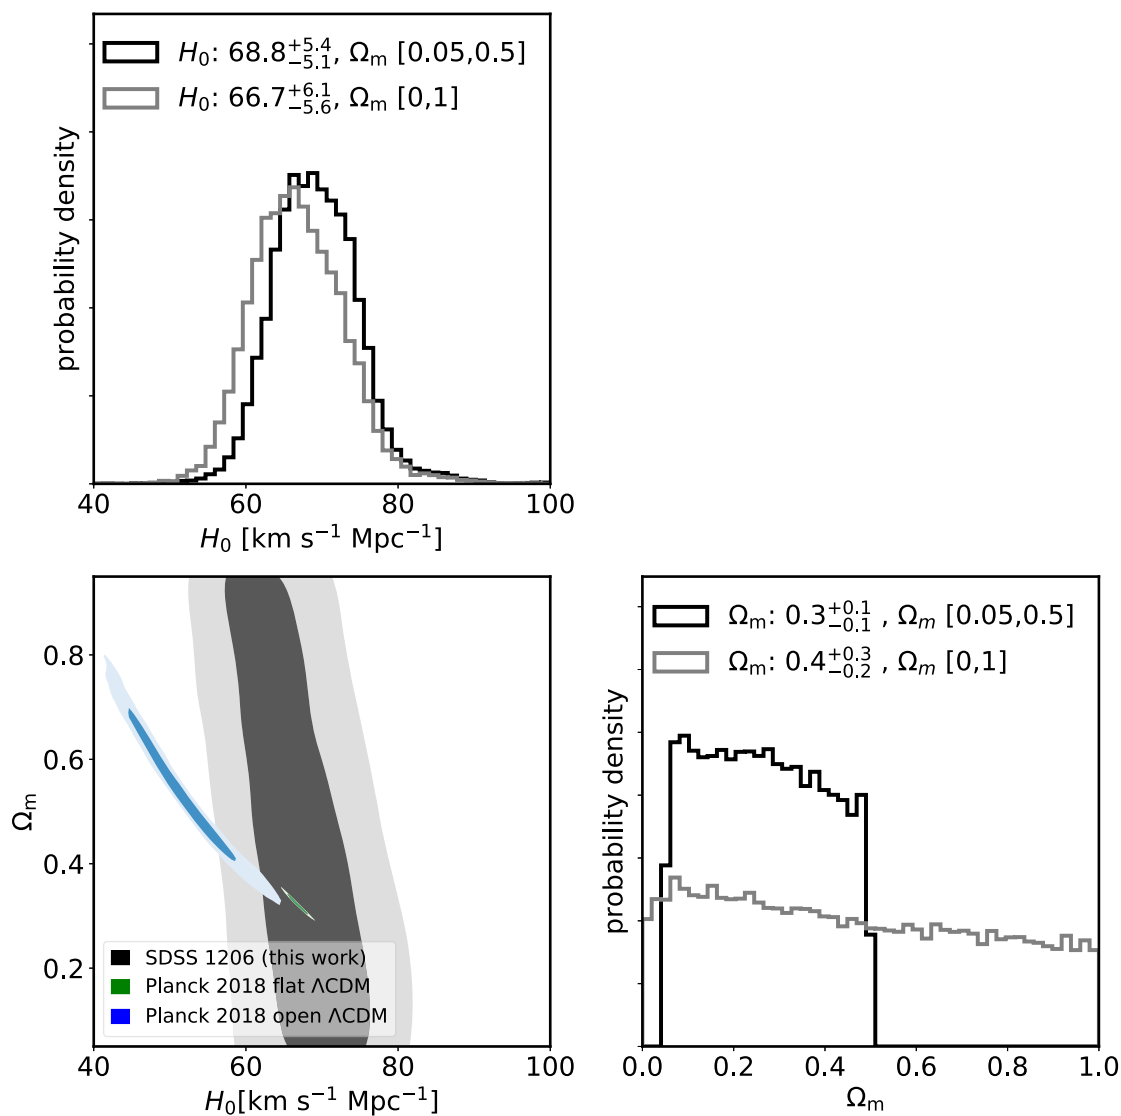 H₀: 68.8⁺⁵·⁴₋₅.₁, Ωₘ [0.05,0.5]
H₀: 66.7⁺⁶·¹₋₅.₆, Ωₘ [0,1]
probability density
40 60 80 100
H₀ [km s⁻¹ Mpc⁻¹]
0.8
0.6
0.4
0.2
Ωₘ
SDSS 1206 (this work)
Planck 2018 flat ΛCDM
Planck 2018 open ΛCDM
40 60 80 100
H₀[km s⁻¹ Mpc⁻¹]
Ωₘ: 0.3⁺⁰·¹₋₀.₁ , Ωₘ [0.05,0.5]
Ωₘ: 0.4⁺⁰·³₋₀.₂ , Ωₘ [0,1]
probability density
0.0 0.2 0.4 0.6 0.8 1.0
Ωₘ